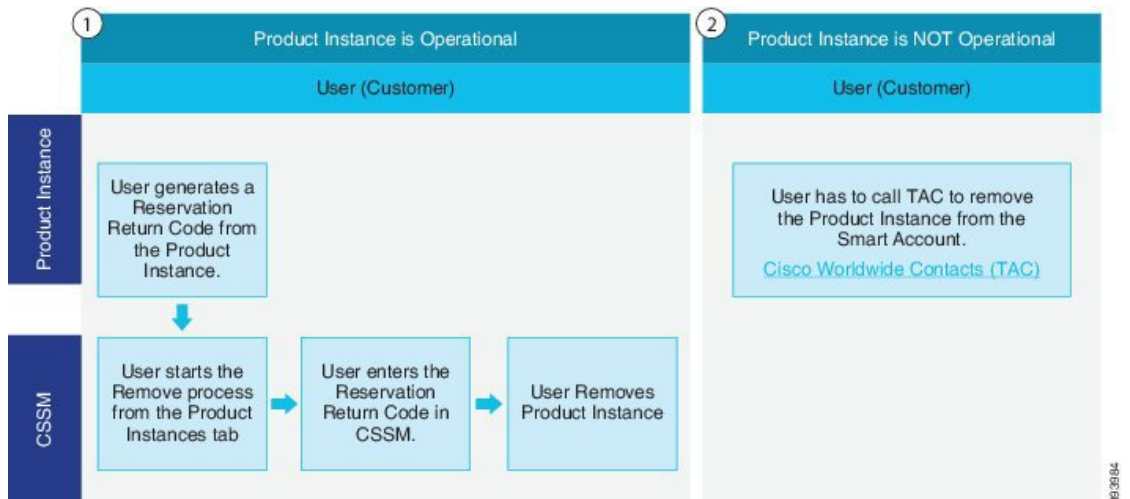 1
Product Instance is Operational
User (Customer)
2
Product Instance is NOT Operational
User (Customer)
Product Instance
User generates a
Reservation
Return Code from
the Product
Instance.
User has to call TAC to remove
the Product Instance from the
Smart Account.
Cisco Worldwide Contacts (TAC)
CSSM
User starts the
Remove process
from the Product
Instances tab
User enters the
Reservation
Return Code in
CSSM.
User Removes
Product Instance